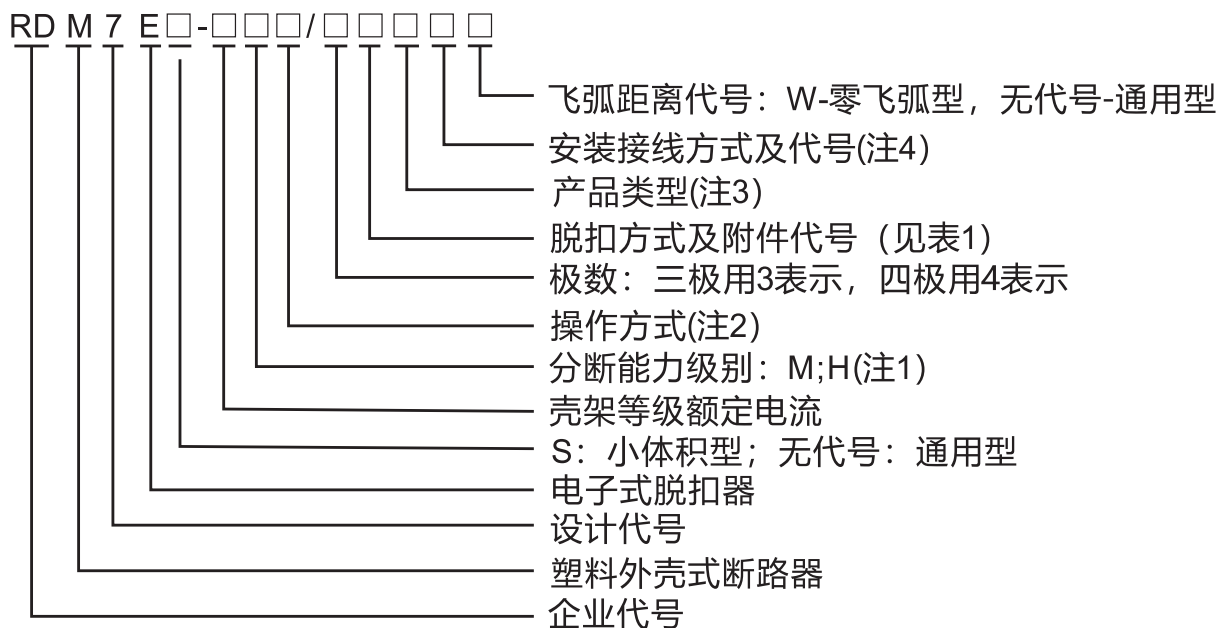 RD M 7 E□-□□□/□□□□□
飞弧距离代号：W-零飞弧型，无代号-通用型
安装接线方式及代号(注4)
产品类型(注3)
脱扣方式及附件代号（见表1）
极数：三极用3表示，四极用4表示
操作方式(注2)
分断能力级别：M;H(注1)
壳架等级额定电流
S：小体积型；无代号：通用型
电子式脱扣器
设计代号
塑料外壳式断路器
企业代号